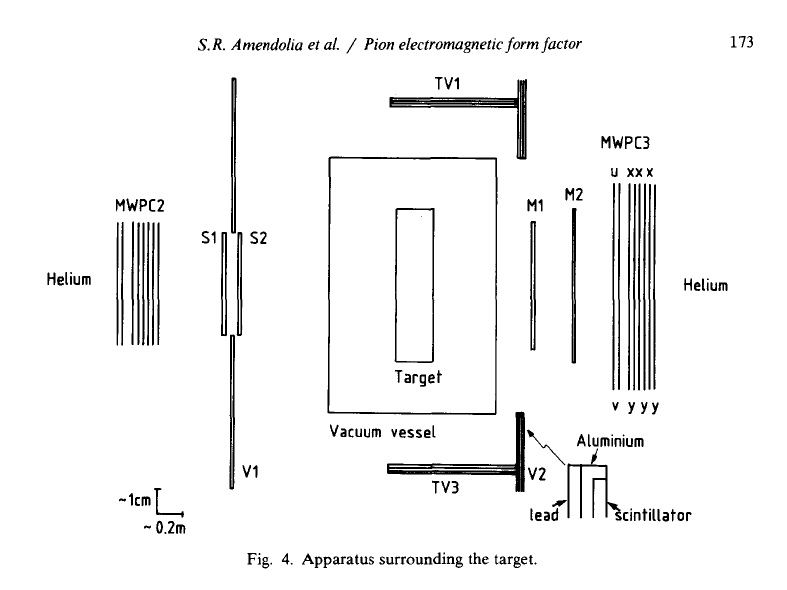 S.R. Amendolia et al. / Pion electromagnetic form factor 173
TV1
MWPC3
u xx x
M2
MWPC2
M1
S1 S2
Helium
Helium
Target
v y y y
Vacuum vessel
Aluminium
V1
V2
TV3
~1cm
lead
scintillator
~ 0.2m
Fig. 4. Apparatus surrounding the target.